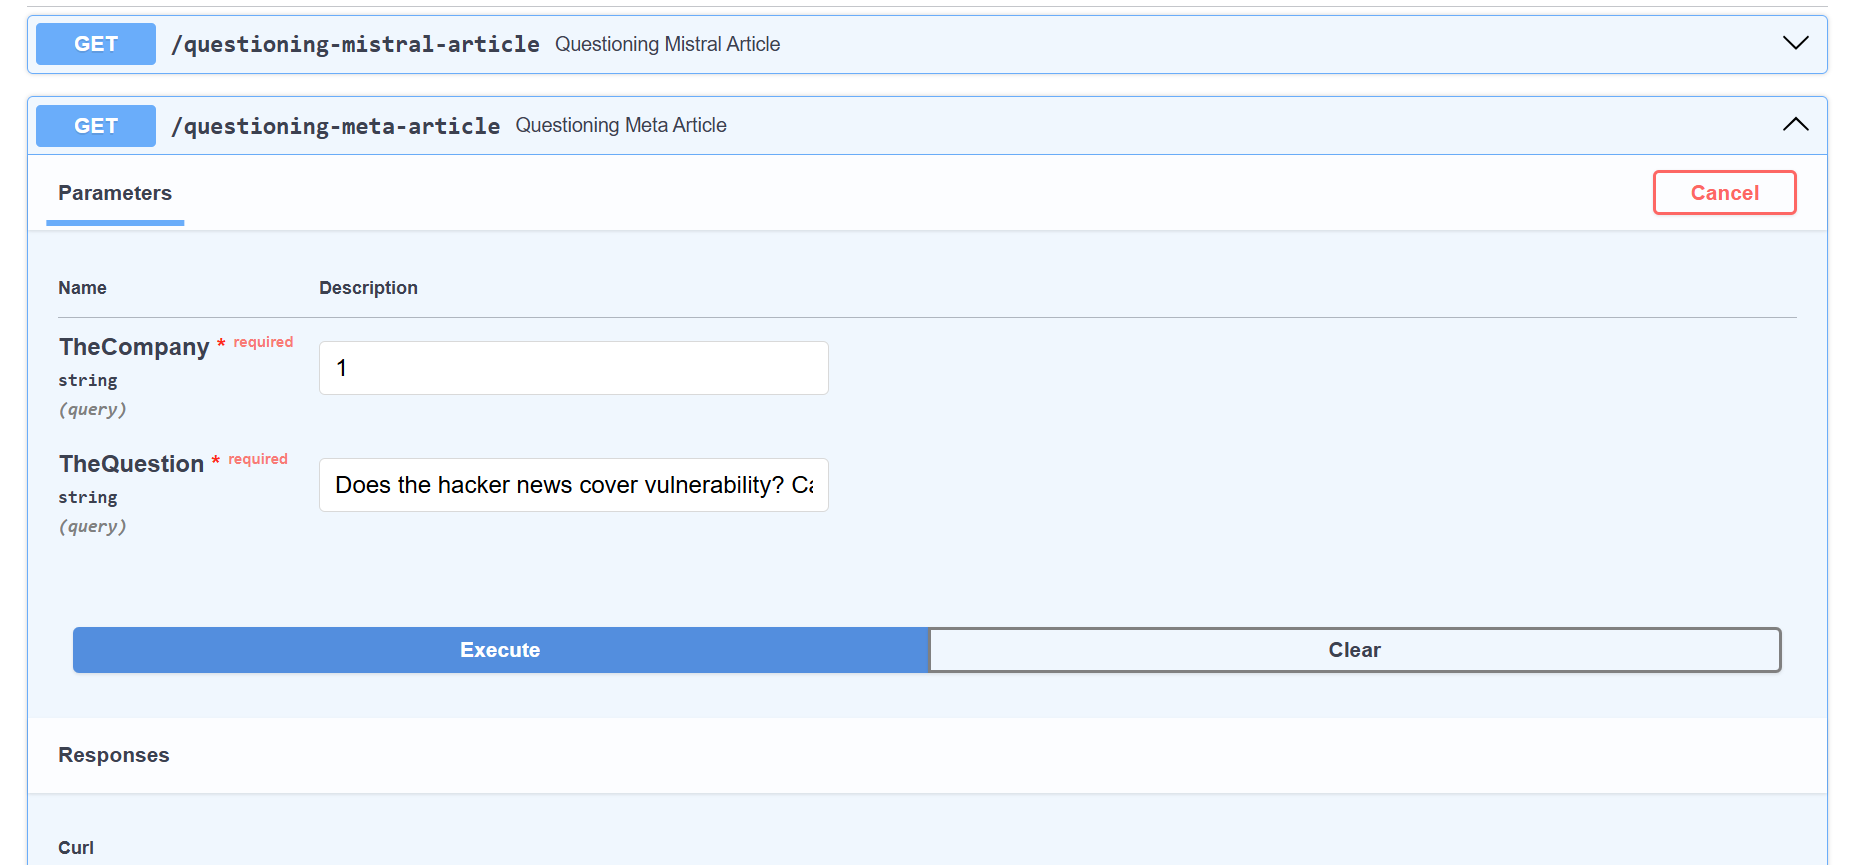 GET /questioning-mistral-article Questioning Mistral Article
GET /questioning-meta-article Questioning Meta Article
Parameters
Cancel
Name Description
TheCompany * required
string
(query)
1
TheQuestion * required
string
(query)
Does the hacker news cover vulnerability?
Execute
Clear
Responses
Curl